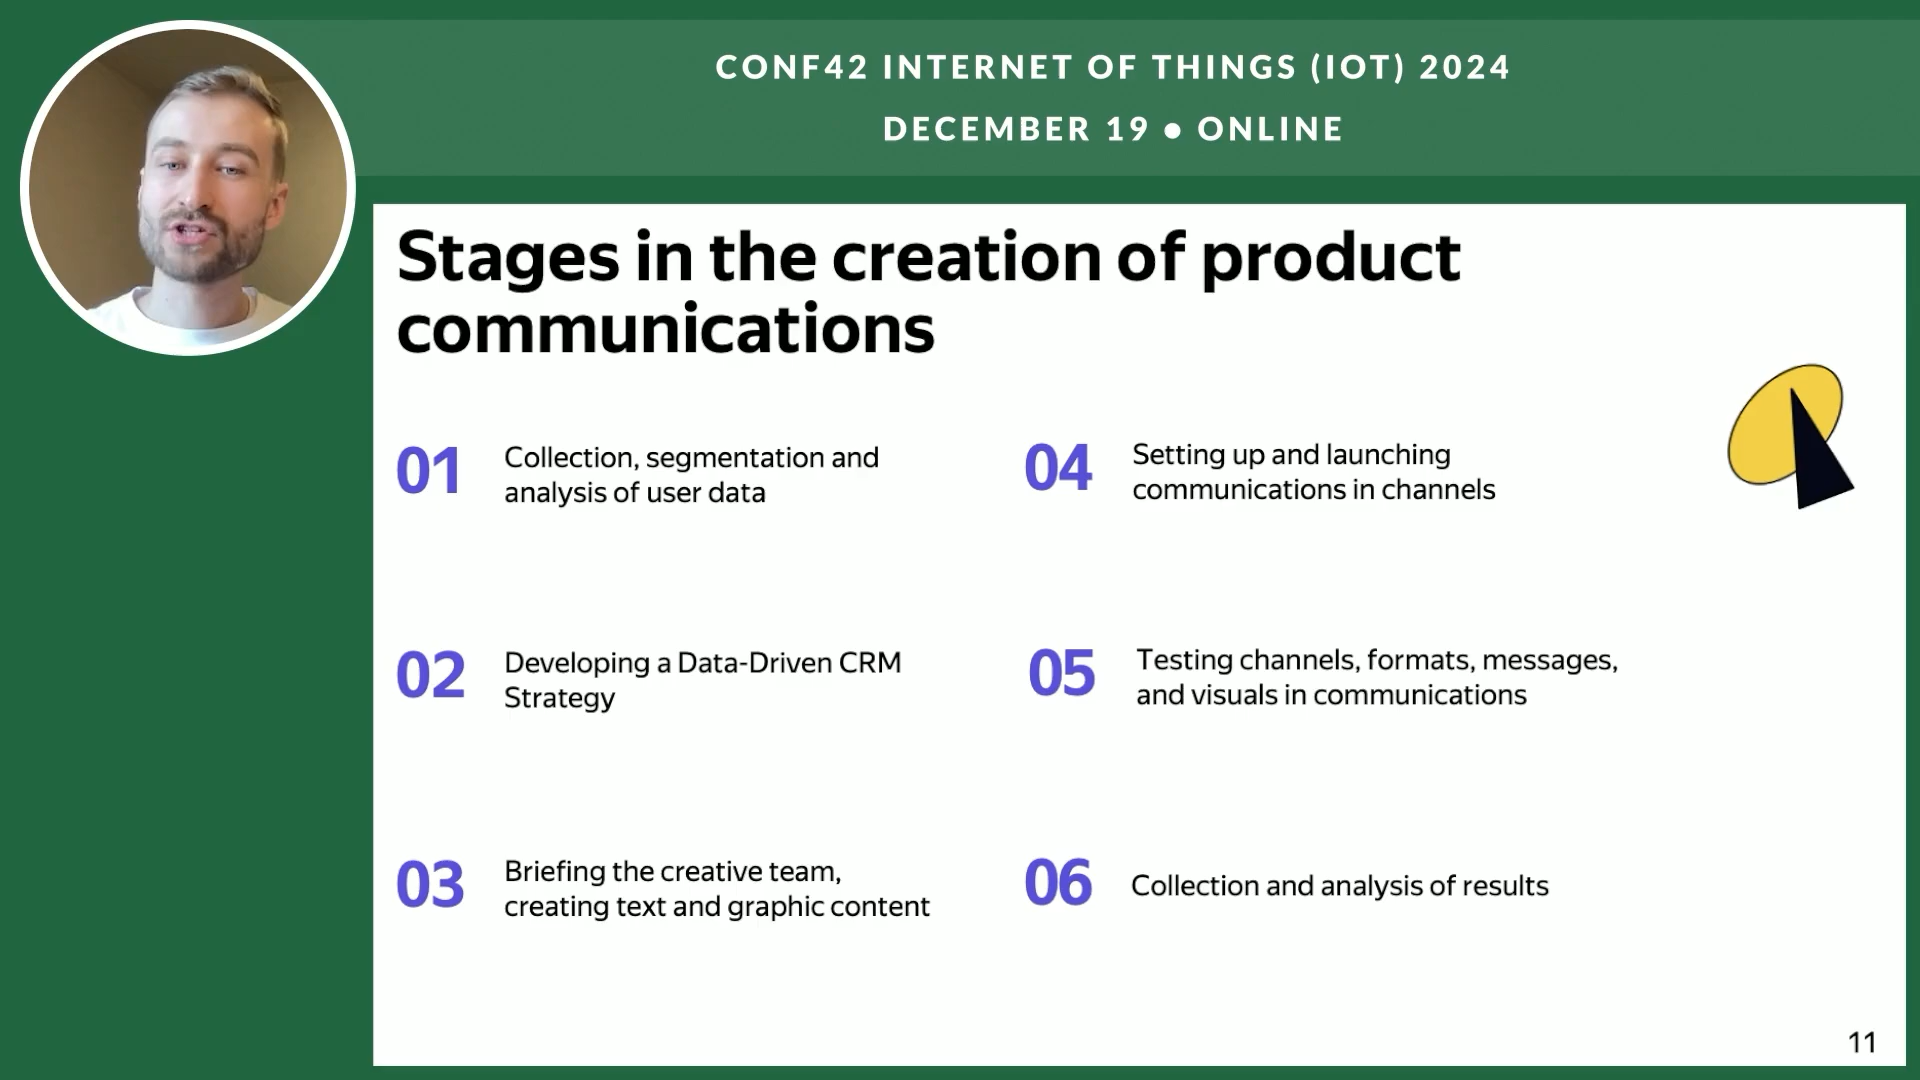 CONF42 INTERNET OF THINGS (IOT) 2024
DECEMBER 19 ● ONLINE
Stages in the creation of product
communications
01
Collection, segmentation and
analysis of user data
02
Developing a Data-Driven CRM
Strategy
03
Briefing the creative team,
creating text and graphic content
04
Setting up and launching
communications in channels
05
Testing channels, formats, messages,
and visuals in communications
06
Collection and analysis of results
11